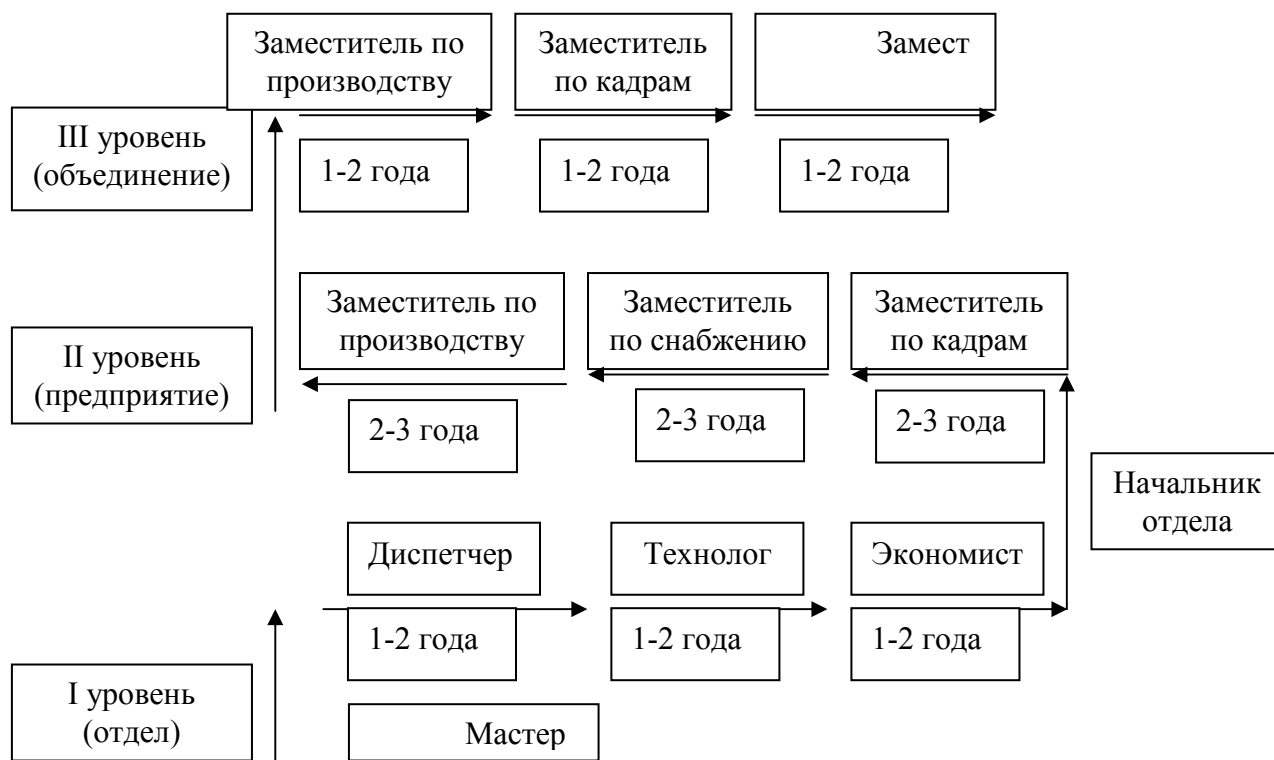 Заместитель по
производству
Заместитель
по кадрам
Замест
III уровень
(объединение)
1-2 года
1-2 года
1-2 года
Заместитель по
производству
Заместитель
по снабжению
Заместитель
по кадрам
II уровень
(предприятие)
2-3 года
2-3 года
2-3 года
Начальник
отдела
Диспетчер
Технолог
Экономист
1-2 года
1-2 года
1-2 года
I уровень
(отдел)
Мастер